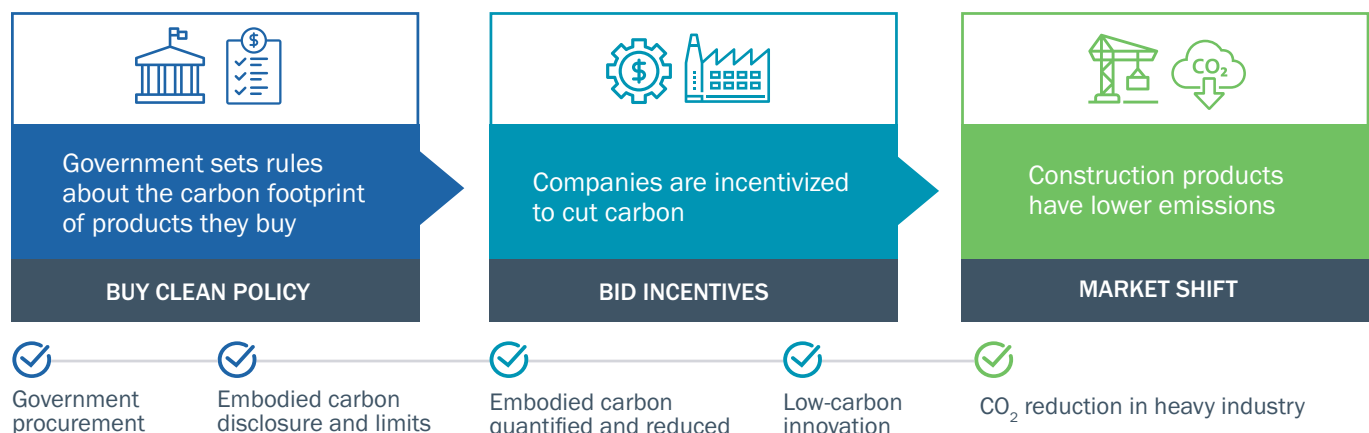 $
$
CO₂
Government sets rules
about the carbon footprint
of products they buy
Companies are incentivized
to cut carbon
Construction products
have lower emissions
BUY CLEAN POLICY
BID INCENTIVES
MARKET SHIFT
Government
procurement
Embodied carbon
disclosure and limits
Embodied carbon
quantified and reduced
Low-carbon
innovation
CO₂ reduction in heavy industry